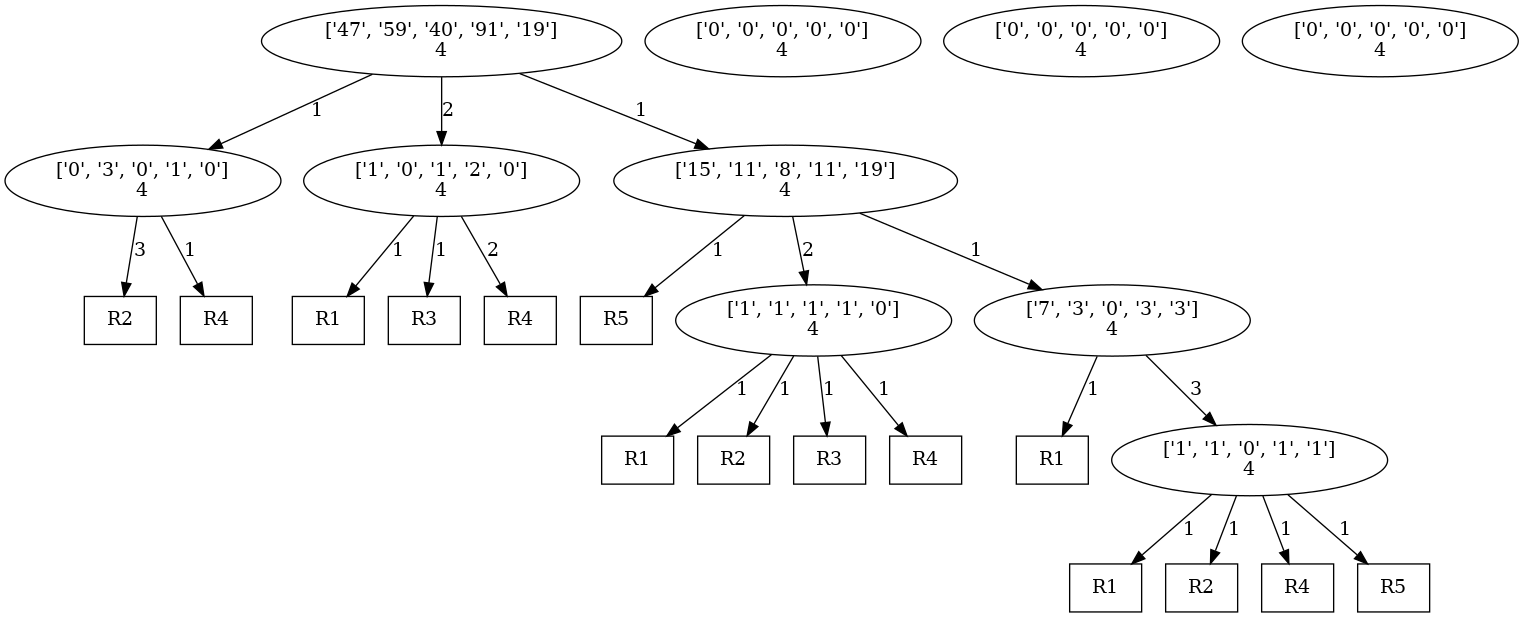 ['47', '59', '40', '91', '19']
4
['0', '0', '0', '0', '0']
4
['0', '0', '0', '0', '0']
4
['0', '0', '0', '0', '0']
4
1
2
1
['0', '3', '0', '1', '0']
4
['1', '0', '1', '2', '0']
4
['15', '11', '8', '11', '19']
4
3
1
1
1
2
1
2
1
R2
R4
R1
R3
R4
R5
['1', '1', '1', '1', '0']
4
['7', '3', '0', '3', '3']
4
1
1
1
1
1
3
R1
R2
R3
R4
R1
['1', '1', '0', '1', '1']
4
1
1
1
1
R1
R2
R4
R5